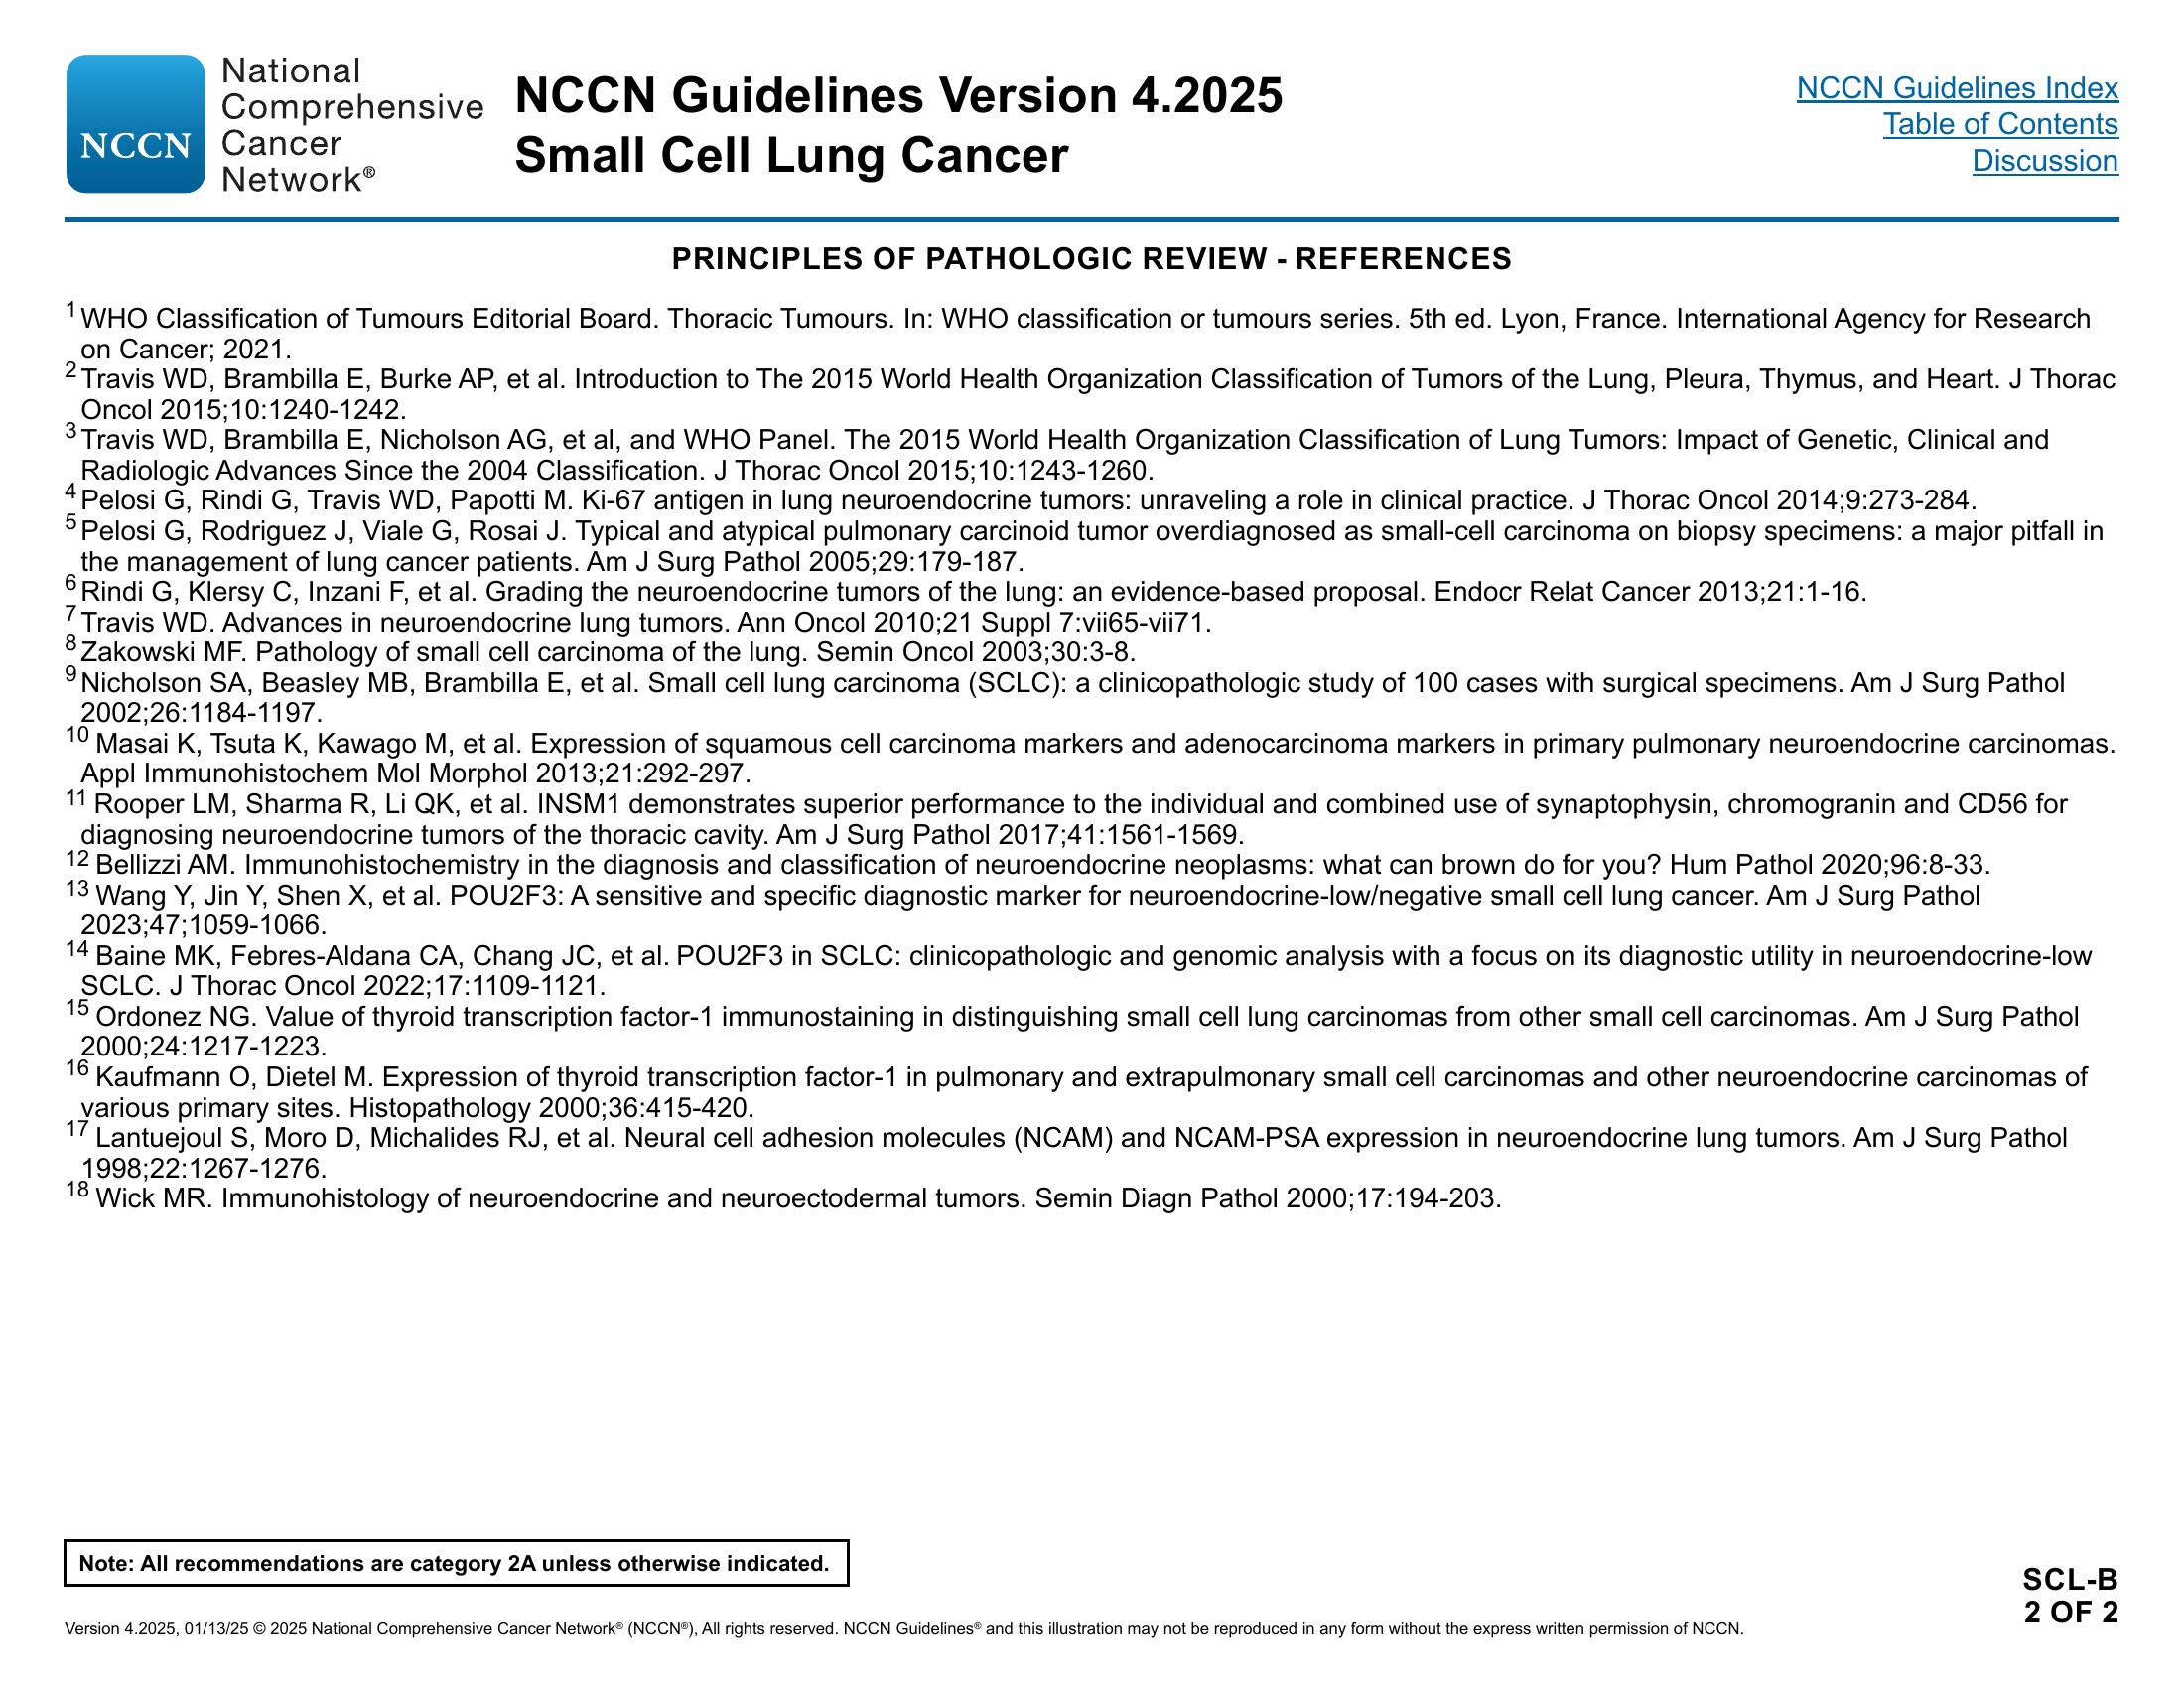 NCCN
National
Comprehensive
Cancer
Network®
NCCN Guidelines Version 4.2025
Small Cell Lung Cancer
NCCN Guidelines Index
Table of Contents
Discussion
PRINCIPLES OF PATHOLOGIC REVIEW - REFERENCES
1 WHO Classification of Tumours Editorial Board. Thoracic Tumours. In: WHO classification or tumours series. 5th ed. Lyon, France. International Agency for Research
on Cancer; 2021.
2 Travis WD, Brambilla E, Burke AP, et al. Introduction to The 2015 World Health Organization Classification of Tumors of the Lung, Pleura, Thymus, and Heart. J Thorac
Oncol 2015;10:1240-1242.
3 Travis WD, Brambilla E, Nicholson AG, et al, and WHO Panel. The 2015 World Health Organization Classification of Lung Tumors: Impact of Genetic, Clinical and
Radiologic Advances Since the 2004 Classification. J Thorac Oncol 2015;10:1243-1260.
4 Pelosi G, Rindi G, Travis WD, Papotti M. Ki-67 antigen in lung neuroendocrine tumors: unraveling a role in clinical practice. J Thorac Oncol 2014;9:273-284.
5 Pelosi G, Rodriguez J, Viale G, Rosai J. Typical and atypical pulmonary carcinoid tumor overdiagnosed as small-cell carcinoma on biopsy specimens: a major pitfall in
the management of lung cancer patients. Am J Surg Pathol 2005;29:179-187.
6 Rindi G, Klersy C, Inzani F, et al. Grading the neuroendocrine tumors of the lung: an evidence-based proposal. Endocr Relat Cancer 2013;21:1-16.
7 Travis WD. Advances in neuroendocrine lung tumors. Ann Oncol 2010;21 Suppl 7:vii65-vii71.
8 Zakowski MF. Pathology of small cell carcinoma of the lung. Semin Oncol 2003;30:3-8.
9 Nicholson SA, Beasley MB, Brambilla E, et al. Small cell lung carcinoma (SCLC): a clinicopathologic study of 100 cases with surgical specimens. Am J Surg Pathol
2002;26:1184-1197.
10 Masai K, Tsuta K, Kawago M, et al. Expression of squamous cell carcinoma markers and adenocarcinoma markers in primary pulmonary neuroendocrine carcinomas.
Appl Immunohistochem Mol Morphol 2013;21:292-297.
11 Rooper LM, Sharma R, Li QK, et al. INSM1 demonstrates superior performance to the individual and combined use of synaptophysin, chromogranin and CD56 for
diagnosing neuroendocrine tumors of the thoracic cavity. Am J Surg Pathol 2017;41:1561-1569.
12 Bellizzi AM. Immunohistochemistry in the diagnosis and classification of neuroendocrine neoplasms: what can brown do for you? Hum Pathol 2020;96:8-33.
13 Wang Y, Jin Y, Shen X, et al. POU2F3: A sensitive and specific diagnostic marker for neuroendocrine-low/negative small cell lung cancer. Am J Surg Pathol
2023;47;1059-1066.
14 Baine MK, Febres-Aldana CA, Chang JC, et al. POU2F3 in SCLC: clinicopathologic and genomic analysis with a focus on its diagnostic utility in neuroendocrine-low
SCLC. J Thorac Oncol 2022;17:1109-1121.
15 Ordonez NG. Value of thyroid transcription factor-1 immunostaining in distinguishing small cell lung carcinomas from other small cell carcinomas. Am J Surg Pathol
2000;24:1217-1223.
16 Kaufmann O, Dietel M. Expression of thyroid transcription factor-1 in pulmonary and extrapulmonary small cell carcinomas and other neuroendocrine carcinomas of
various primary sites. Histopathology 2000;36:415-420.
17 Lantuejoul S, Moro D, Michalides RJ, et al. Neural cell adhesion molecules (NCAM) and NCAM-PSA expression in neuroendocrine lung tumors. Am J Surg Pathol
1998;22:1267-1276.
18 Wick MR. Immunohistology of neuroendocrine and neuroectodermal tumors. Semin Diagn Pathol 2000;17:194-203.
Note: All recommendations are category 2A unless otherwise indicated.
SCL-B
2 OF 2
Version 4.2025, 01/13/25 © 2025 National Comprehensive Cancer Network® (NCCN®), All rights reserved. NCCN Guidelines® and this illustration may not be reproduced in any form without the express written permission of NCCN.